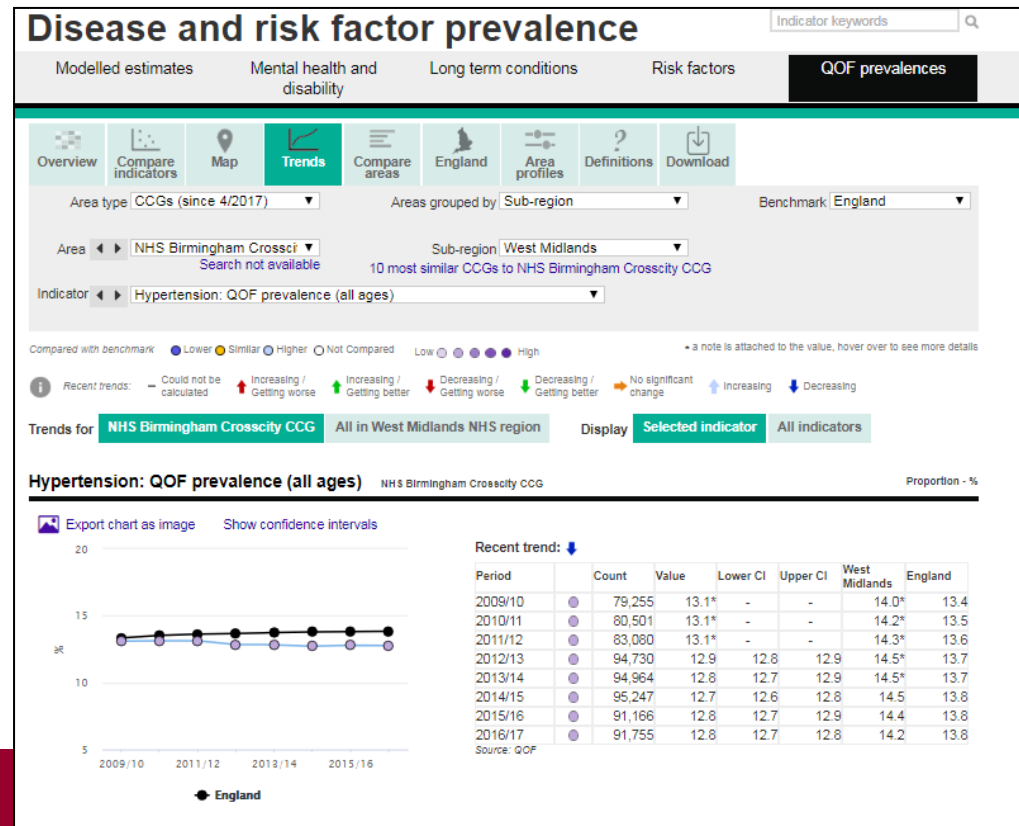 Disease and risk factor prevalence
Indicator keywords
Modelled estimates
Mental health and
disability
Long term conditions
Risk factors
QOF prevalences
Overview
Compare
indicators
Map
Trends
Compare
areas
England
Area
profiles
?
Definitions
Download
Area type CCGs (since 4/2017) ▼ Areas grouped by Sub-region ▼ Benchmark England ▼
Area ◀ ▶ NHS Birmingham Crosscit ▼ Sub-region West Midlands ▼
Search not available 10 most similar CCGs to NHS Birmingham Crosscity CCG
Indicator ◀ ▶ Hypertension: QOF prevalence (all ages) ▼
Compared with benchmark Lower Similar Higher Not Compared Low High * a note is attached to the value, hover over to see more details
Recent trends: – Could not be
calculated
Increasing /
Getting worse
Increasing /
Getting better
Decreasing /
Getting worse
Decreasing /
Getting better
No significant
change
Increasing
Decreasing
Trends for NHS Birmingham Crosscity CCG All in West Midlands NHS region Display Selected indicator All indicators
Hypertension: QOF prevalence (all ages) NHS Birmingham Crosscity CCG Proportion - %
Export chart as image Show confidence intervals
20
15
%
10
5
2009/10 2011/12 2013/14 2015/16
England
Recent trend:
Period Count Value Lower CI Upper CI West Midlands England
2009/10 79,255 13.1* - - 14.0* 13.4
2010/11 80,501 13.1* - - 14.2* 13.5
2011/12 83,080 13.1* - - 14.3* 13.6
2012/13 94,730 12.9 12.8 12.9 14.5* 13.7
2013/14 94,964 12.8 12.7 12.9 14.5* 13.7
2014/15 95,247 12.7 12.6 12.8 14.5 13.8
2015/16 91,166 12.8 12.7 12.9 14.4 13.8
2016/17 91,755 12.8 12.7 12.8 14.2 13.8
Source: QOF